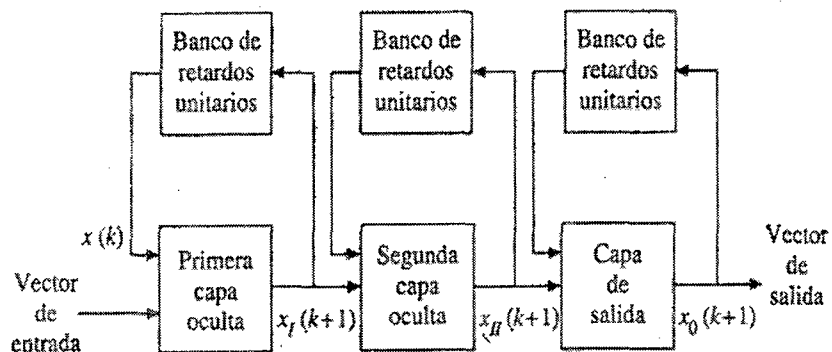 Banco de
retardos
unitarios
Banco de
retardos
unitarios
Banco de
retardos
unitarios
x(k)
Vector
de
entrada
Primera
capa
oculta
x_I(k+1)
Segunda
capa
oculta
x_II(k+1)
Capa
de
salida
x_0(k+1)
Vector
de
salida